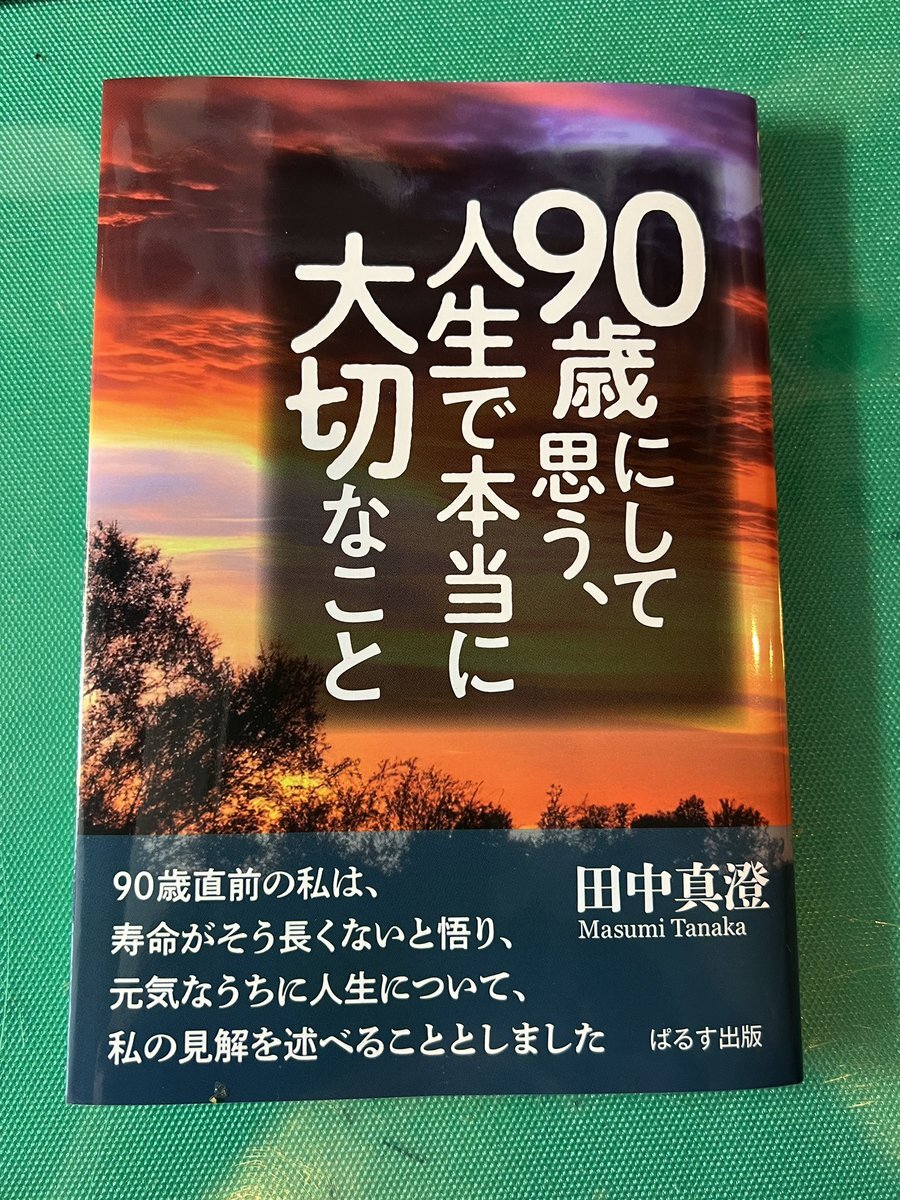 90歳にして
思う、
人生で本当に
大切なこと
田中真澄
Masumi Tanaka
90歳直前の私は、
寿命がそう長くないと悟り、
元気なうちに人生について、
私の見解を述べることとしました
ぱるす出版